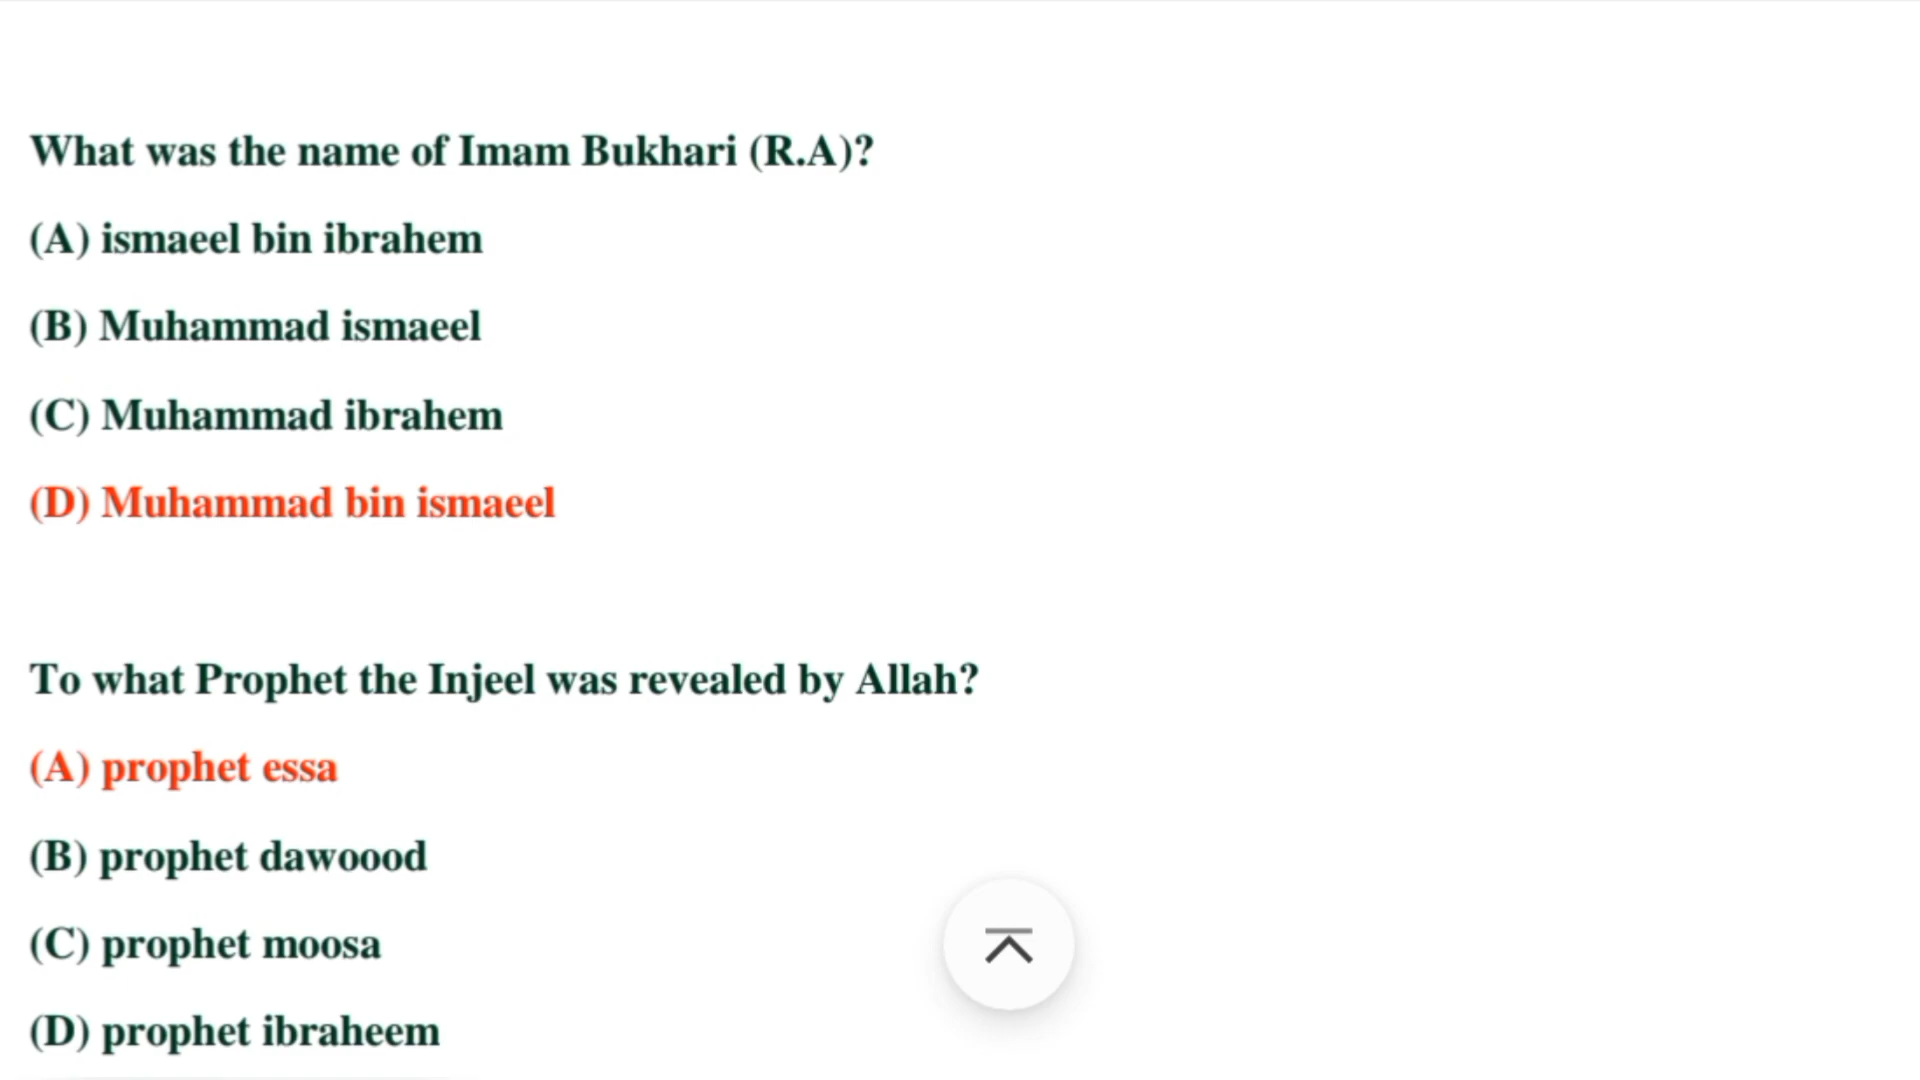 What was the name of Imam Bukhari (R.A)?
(A) ismaeel bin ibrahem
(B) Muhammad ismaeel
(C) Muhammad ibrahem
(D) Muhammad bin ismaeel
To what Prophet the Injeel was revealed by Allah?
(A) prophet essa
(B) prophet dawoood
(C) prophet moosa
(D) prophet ibraheem